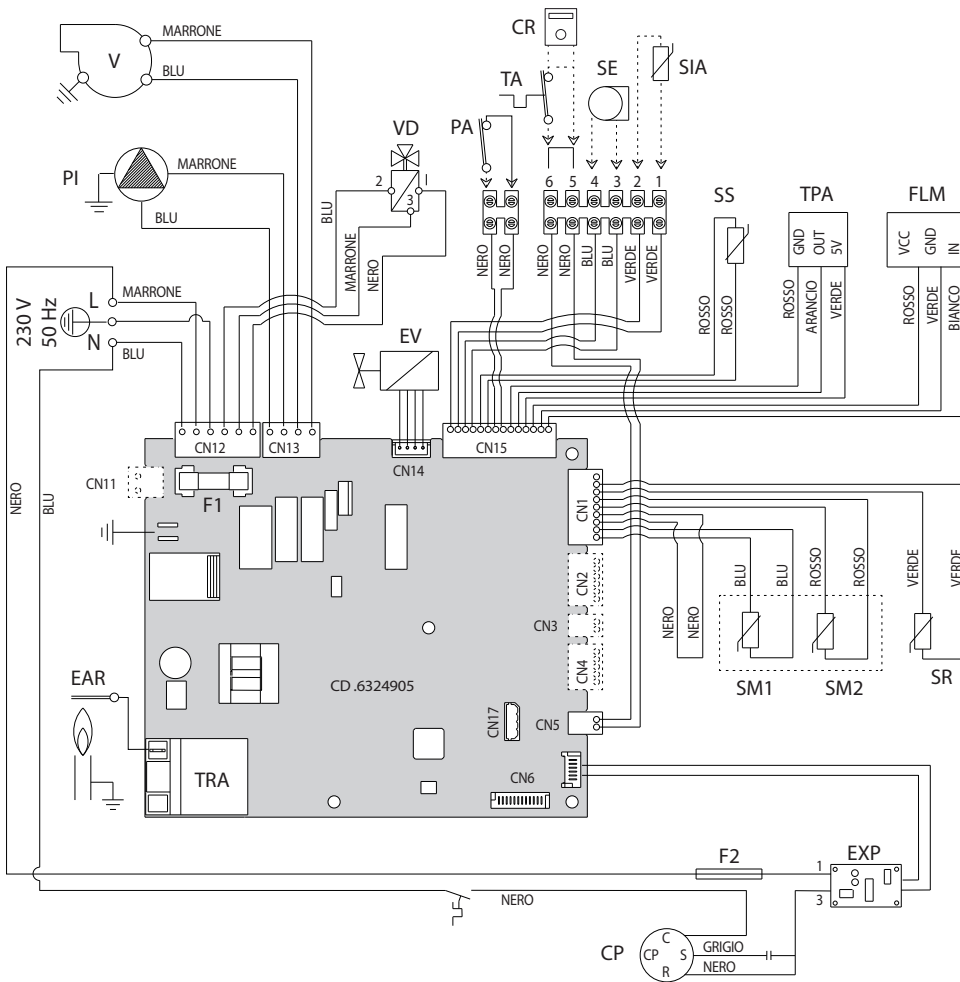 MARRONE
V
BLU
CR
TA
SE
SIA
PA
VD
PI
MARRONE
BLU
2
1
3
BLU
MARRONE
NERO
6
5
4
3
2
1
NERO
NERO
NERO
NERO
BLU
BLU
VERDE
VERDE
SS
ROSSO
ROSSO
TPA
GND
OUT
5V
ROSSO
ARANCIO
VERDE
FLM
VCC
GND
IN
ROSSO
VERDE
BIANCO
230 V
50 Hz
L
N
MARRONE
BLU
EV
CN12
CN13
CN14
CN15
CN11
F1
NERO
BLU
CN1
CN2
CN3
CN4
CN5
CN17
CN6
CD.6324905
EAR
TRA
NERO
NERO
BLU
BLU
ROSSO
ROSSO
VERDE
VERDE
SM1
SM2
SR
F2
1
3
EXP
NERO
CP
C
CP
S
R
GRIGIO
NERO